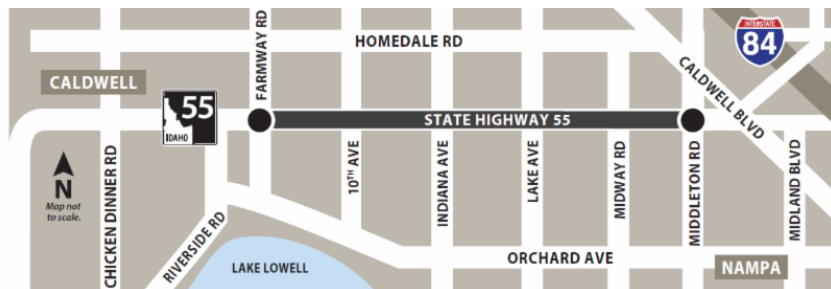 FARMWAY RD
HOMEDALE RD
INTERSTATE
84
CALDWELL
CALDWELL BLVD
55
IDAHO
STATE HIGHWAY 55
N
Map not
to scale.
CHICKEN DINNER RD
RIVERSIDE RD
10TH AVE
INDIANA AVE
LAKE AVE
MIDWAY RD
MIDDLETON RD
MIDLAND BLVD
LAKE LOWELL
ORCHARD AVE
NAMPA